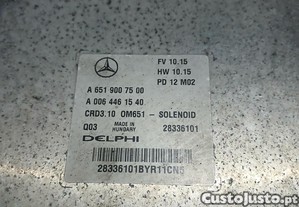 FV 10.15
HW 10.15
PD 12 M02
A 651 900 75 00
A 006 446 15 40
CRD3.10 OM651 - SOLENOID
Q03 MADE IN HUNGARY 28336101
DELPHI
28336101BYR11CN5
CustoJusto.pt